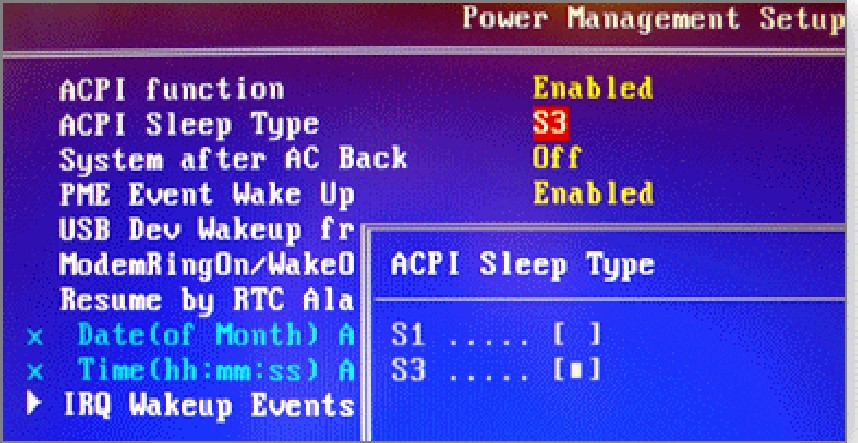 Power Management Setup
ACPI function Enabled
ACPI Sleep Type S3
System after AC Back Off
PME Event Wake Up Enabled
USB Dev Wakeup fr
ModemRingOn/WakeO
Resume by RTC Ala
x Date(of Month) A
x Time(hh:mm:ss) A
IRQ Wakeup Events
ACPI Sleep Type
S1 ..... [ ]
S3 ..... [■]